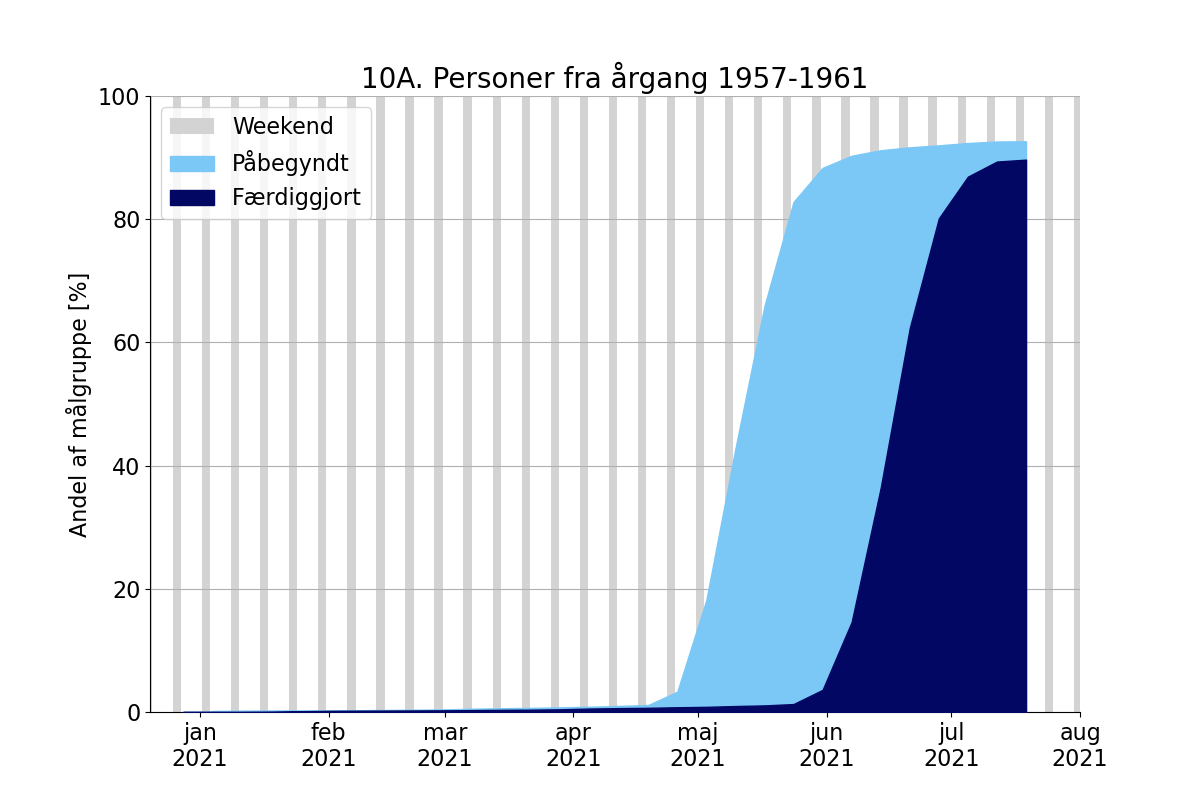 10A. Personer fra årgang 1957-1961
100
80
60
40
20
0
Andel af målgruppe [%]
Weekend
Påbegyndt
Færdiggjort
jan 2021
feb 2021
mar 2021
apr 2021
maj 2021
jun 2021
jul 2021
aug 2021